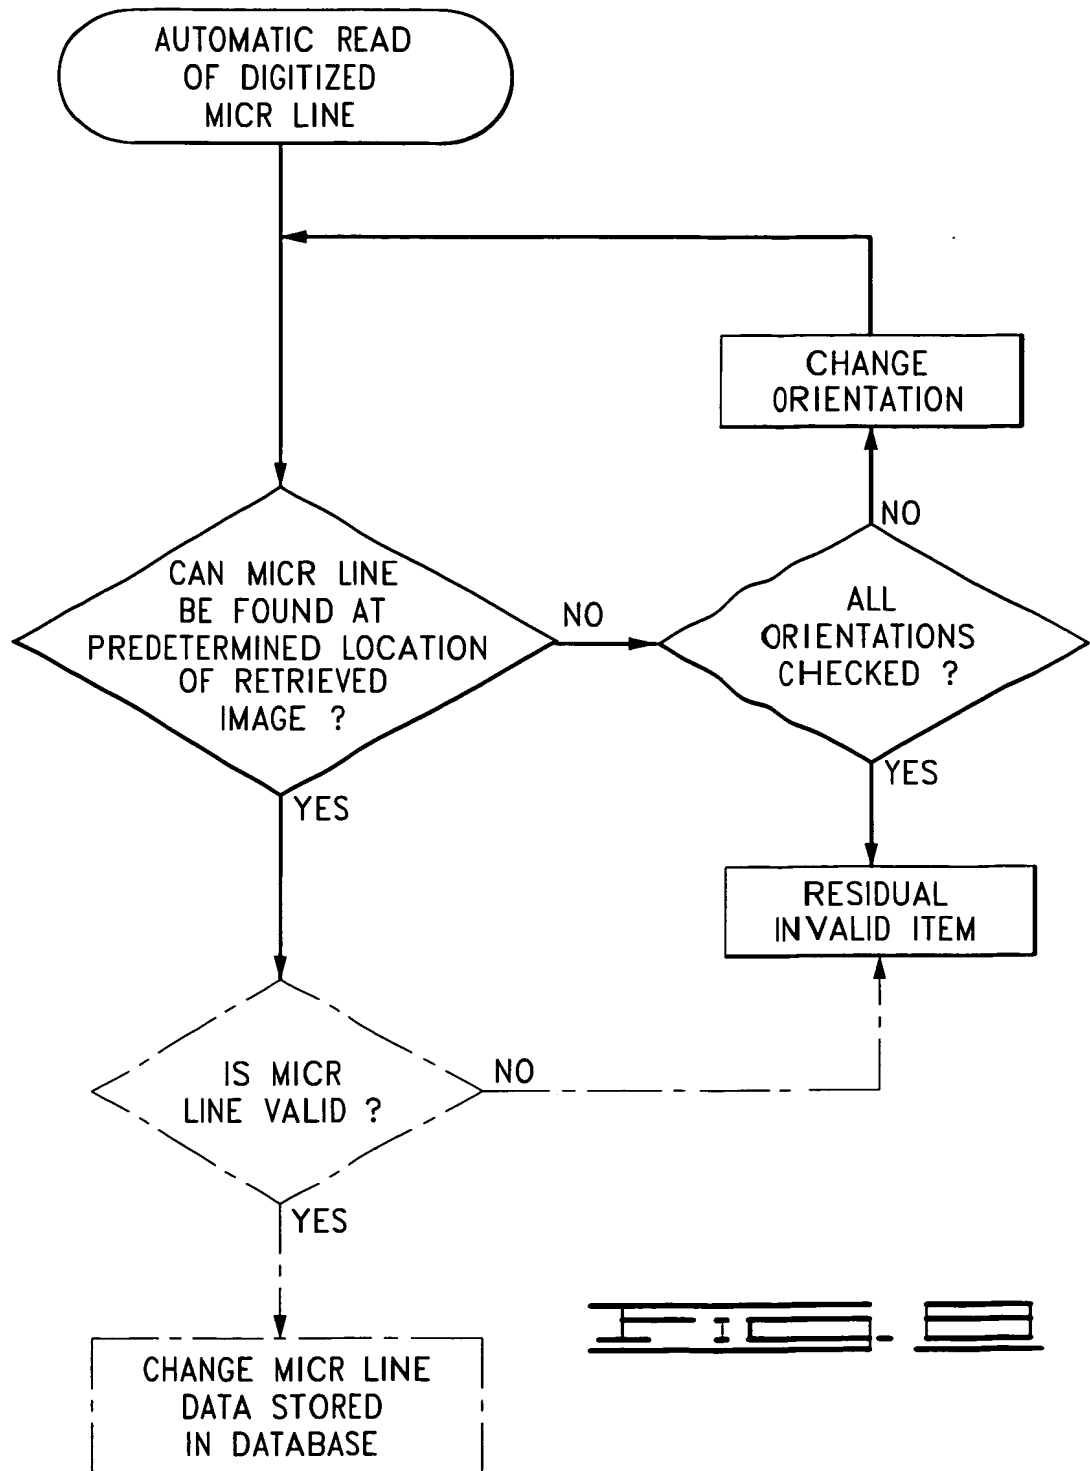 AUTOMATIC READ
OF DIGITIZED
MICR LINE
CHANGE
ORIENTATION
NO
CAN MICR LINE
BE FOUND AT
PREDETERMINED LOCATION
OF RETRIEVED
IMAGE ?
NO
ALL
ORIENTATIONS
CHECKED ?
YES
YES
RESIDUAL
INVALID ITEM
IS MICR
LINE VALID ?
NO
YES
CHANGE MICR LINE
DATA STORED
IN DATABASE